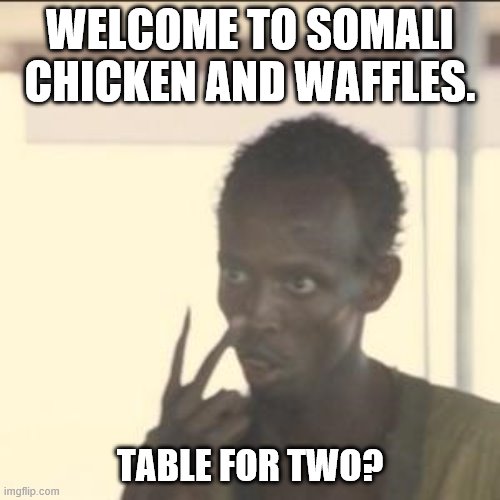 WELCOME TO SOMALI
CHICKEN AND WAFFLES.
TABLE FOR TWO?
imgflip.com